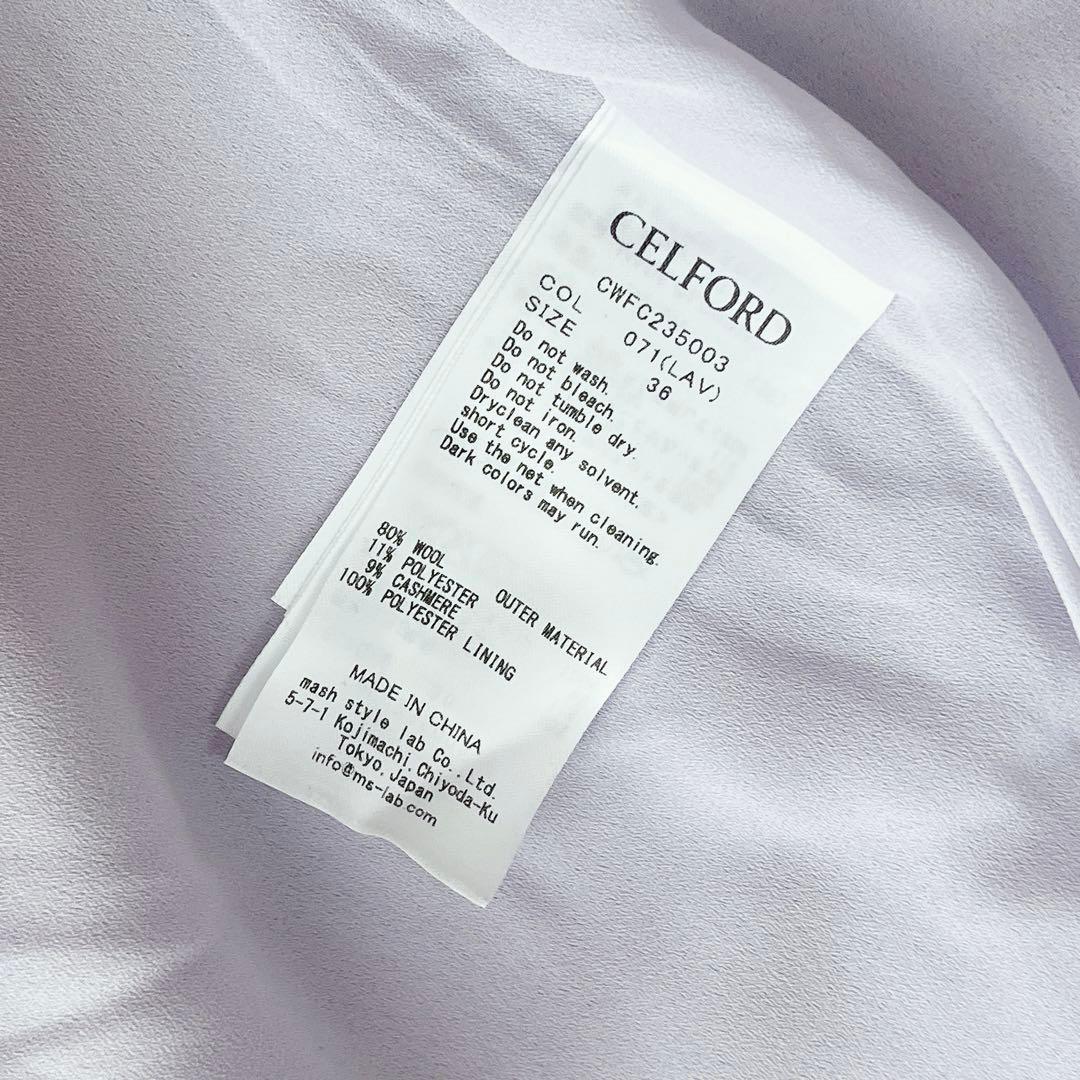 CELFORD
CWFC235003
COL 071(LAV)
SIZE 36
Do not wash.
Do not bleach.
Do not tumble dry.
Do not iron.
Dryclean any solvent.
short cycle.
Use the net when cleaning.
Dark colors may run.
80% WOOL
11% POLYESTER OUTER MATERIAL
9% CASHMERE
100% POLYESTER LINING
MADE IN CHINA
mash style lab Co.,Ltd.
5-7-1 Kojimachi,Chiyoda-Ku
Tokyo,Japan
info@ms-lab.com